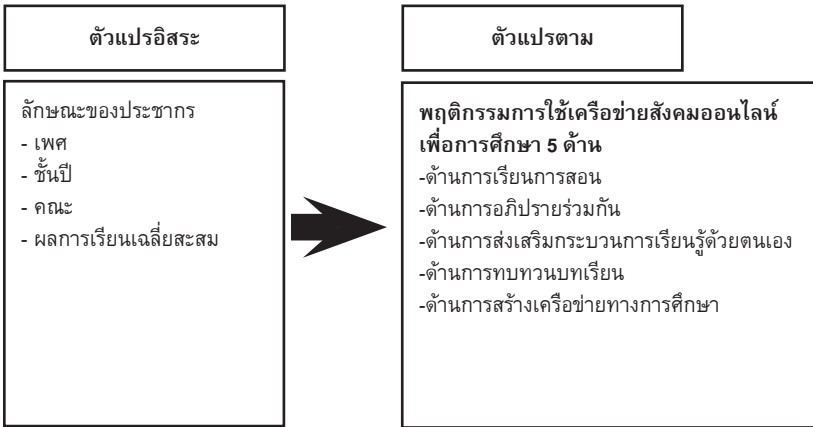 ตัวแปรอิสระ
ลักษณะของประชากร
- เพศ
- ชั้นปี
- คณะ
- ผลการเรียนเฉลี่ยสะสม
ตัวแปรตาม
พฤติกรรมการใช้เครือข่ายสังคมออนไลน์
เพื่อการศึกษา 5 ด้าน
-ด้านการเรียนการสอน
-ด้านการอภิปรายร่วมกัน
-ด้านการส่งเสริมกระบวนการเรียนรู้ด้วยตนเอง
-ด้านการทบทวนบทเรียน
-ด้านการสร้างเครือข่ายทางการศึกษา